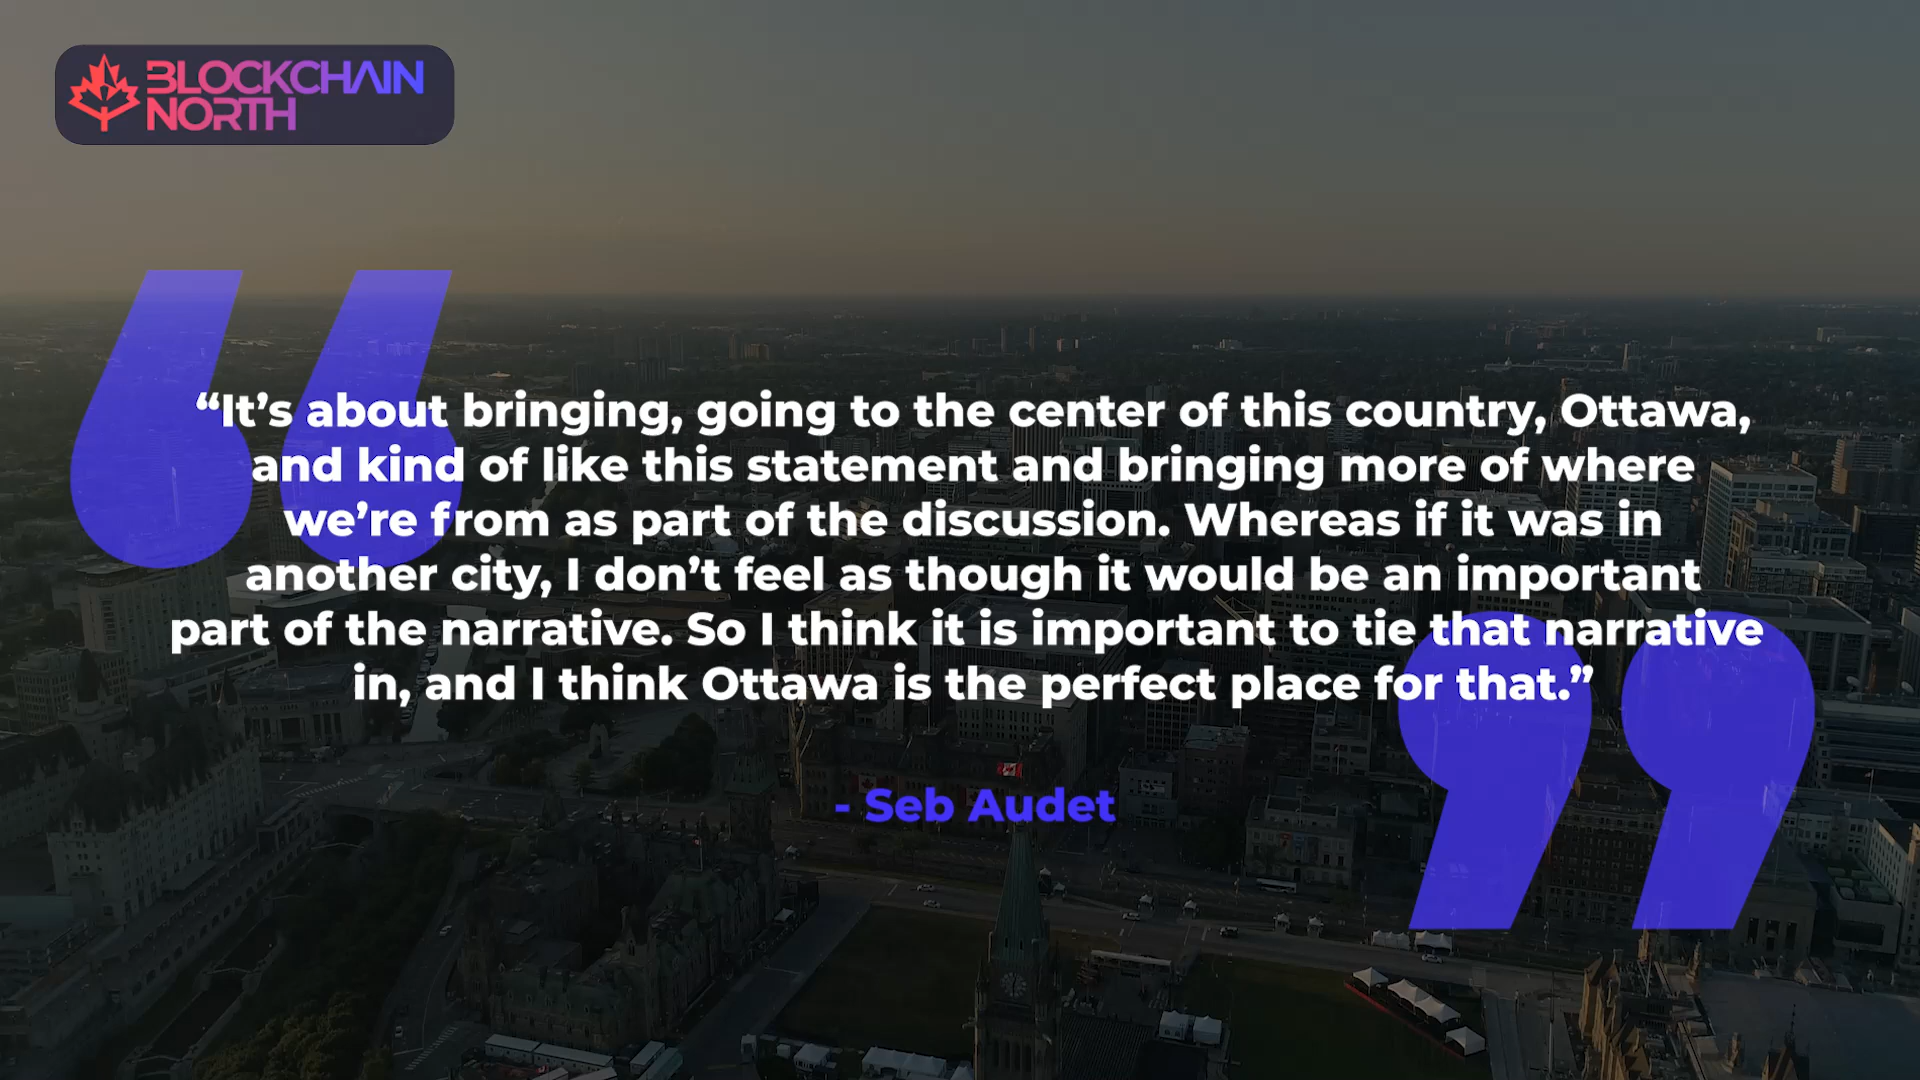 BLOCKCHAIN
NORTH
“It’s about bringing, going to the center of this country, Ottawa,
and kind of like this statement and bringing more of where
we’re from as part of the discussion. Whereas if it was in
another city, I don’t feel as though it would be an important
part of the narrative. So I think it is important to tie that narrative
in, and I think Ottawa is the perfect place for that.”
- Seb Audet